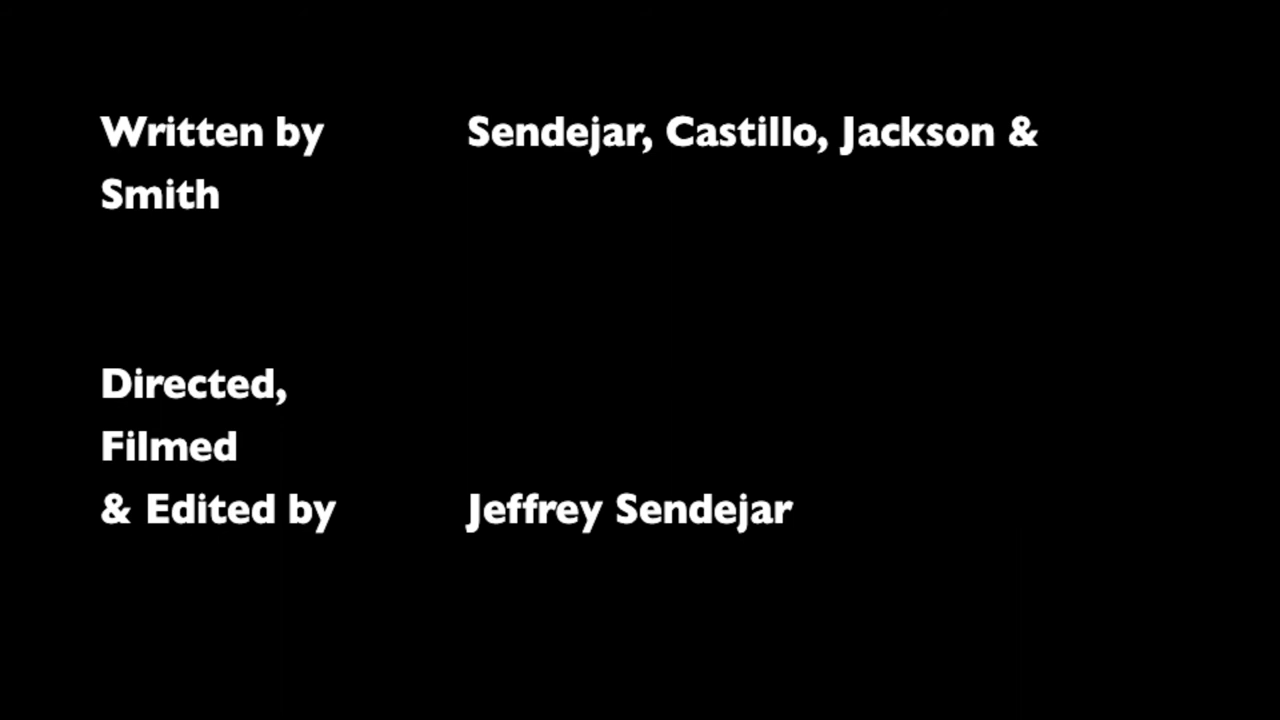 Written by Sendejar, Castillo, Jackson &
Smith
Directed,
Filmed
& Edited by Jeffrey Sendejar